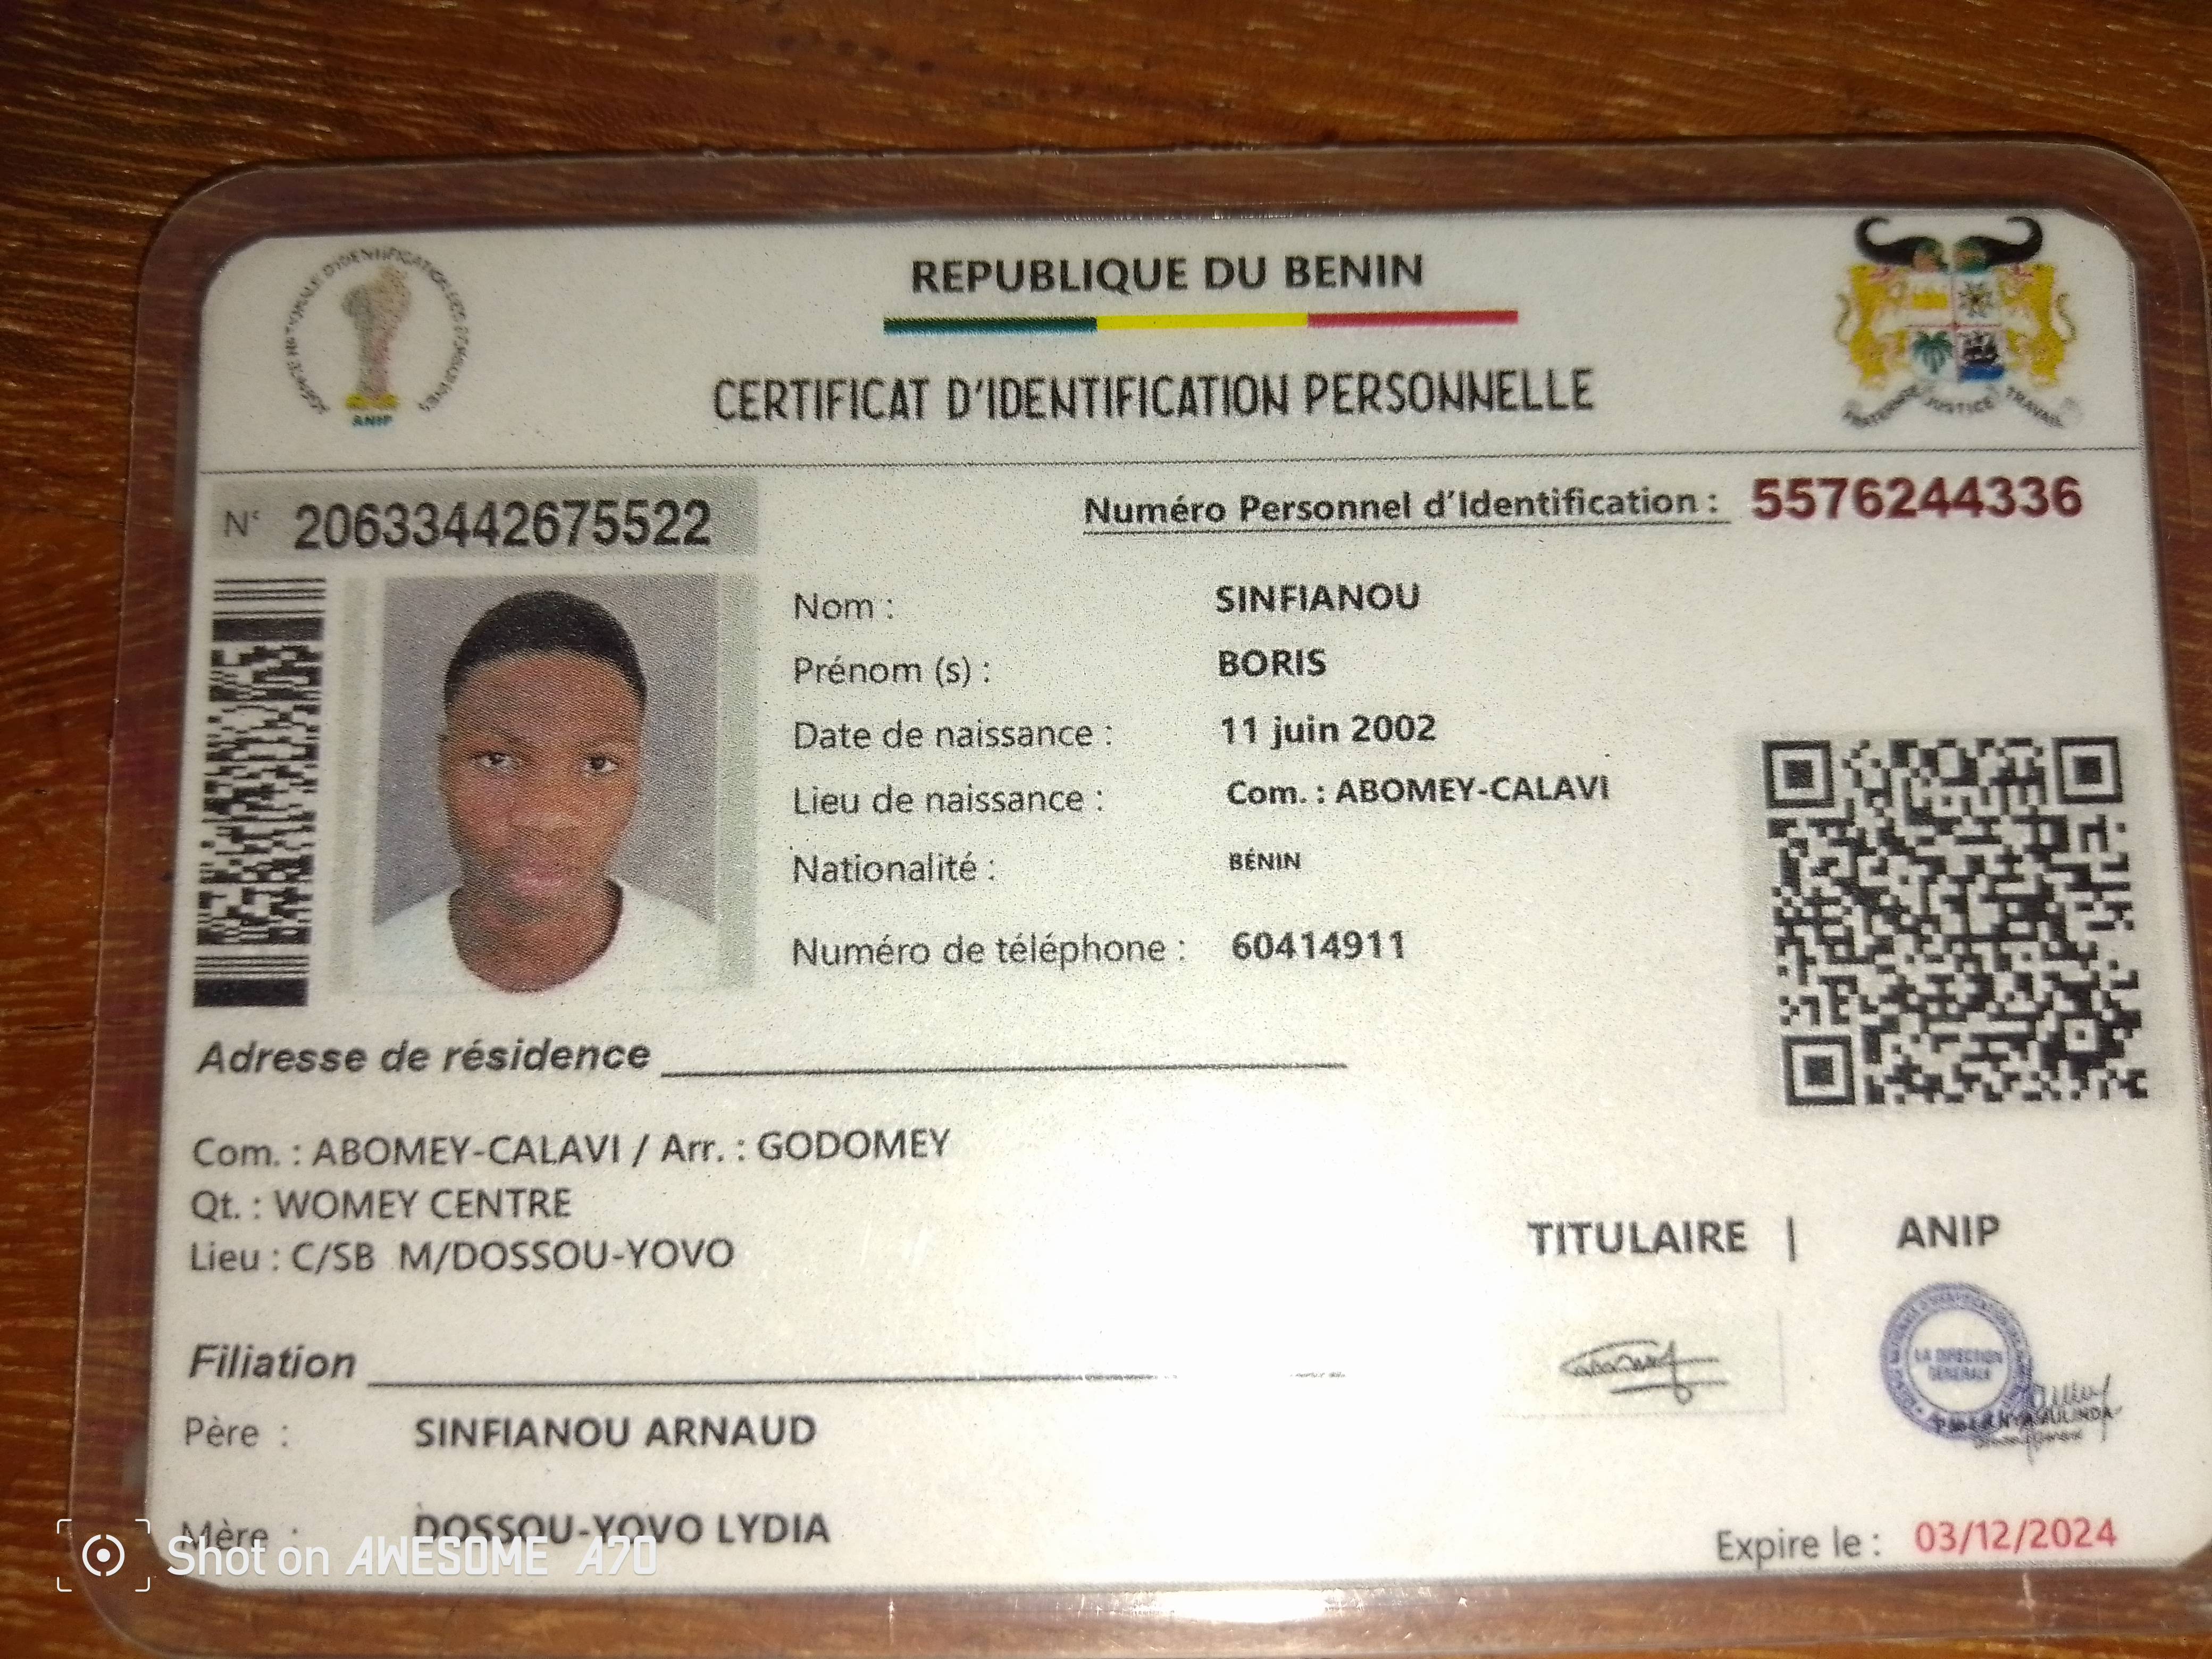 AGENCE NATIONALE D'IDENTIFICATION DES PERSONNES
ANIP
REPUBLIQUE DU BENIN
FRATERNITE JUSTICE TRAVAIL
CERTIFICAT D'IDENTIFICATION PERSONNELLE
N° 20633442675522
Numéro Personnel d'Identification : 5576244336
Nom : SINFIANOU
Prénom (s) : BORIS
Date de naissance : 11 juin 2002
Lieu de naissance : Com. : ABOMEY-CALAVI
Nationalité : BÉNIN
Numéro de téléphone : 60414911
Adresse de résidence
Com. : ABOMEY-CALAVI / Arr. : GODOMEY
Qt. : WOMEY CENTRE
Lieu : C/SB M/DOSSOU-YOVO
TITULAIRE | ANIP
LA DIRECTION
GENERALE
Filiation
Père : SINFIANOU ARNAUD
Mère : DOSSOU-YOVO LYDIA
Expire le : 03/12/2024
Shot on AWESOME A70